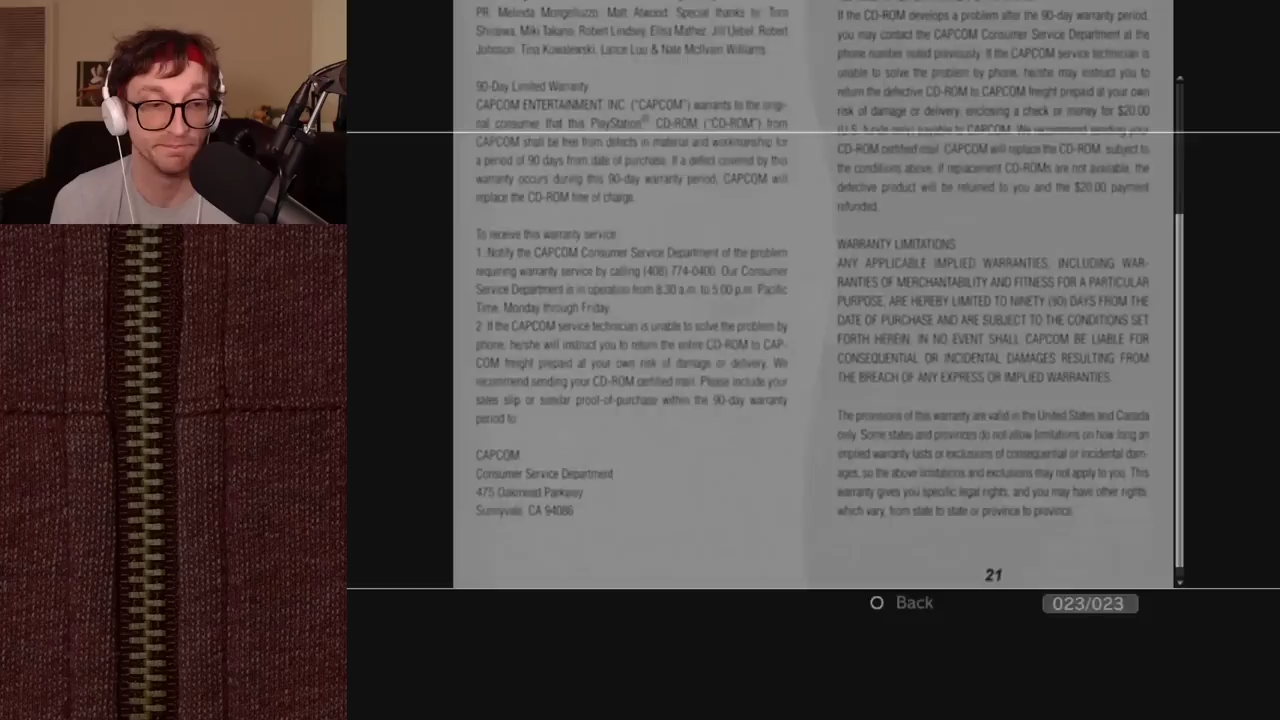 PR. Melinda Mongelluzzo, Matt Atwood. Special thanks to: Tom
Shiraiwa, Miki Takano, Robert Lindsey, Elisa Mather, Jill Uebel, Robert
Johnson, Tina Kowalewski, Lance Luu & Nate McIlvain Williams.
90-Day Limited Warranty
CAPCOM ENTERTAINMENT INC. ("CAPCOM") warrants to the origi-
nal consumer that this PlayStation® CD-ROM ("CD-ROM") from
CAPCOM shall be free from defects in material and workmanship for
a period of 90 days from date of purchase. If a defect covered by this
warranty occurs during this 90-day warranty period, CAPCOM will
replace the CD-ROM free of charge.
To receive this warranty service:
1. Notify the CAPCOM Consumer Service Department of the problem
requiring warranty service by calling (408) 774-0400. Our Consumer
Service Department is in operation from 8:30 a.m. to 5:00 p.m. Pacific
Time, Monday through Friday.
2. If the CAPCOM service technician is unable to solve the problem by
phone, he/she will instruct you to return the entire CD-ROM to CAP-
COM freight prepaid at your own risk of damage or delivery. We
recommend sending your CD-ROM certified mail. Please include your
sales slip or similar proof-of-purchase within the 90-day warranty
period to:
CAPCOM
Consumer Service Department
475 Oakmead Parkway
Sunnyvale, CA 94086
If the CD-ROM develops a problem after the 90-day warranty period,
you may contact the CAPCOM Consumer Service Department at the
phone number noted previously. If the CAPCOM service technician is
unable to solve the problem by phone, he/she may instruct you to
return the defective CD-ROM to CAPCOM freight prepaid at your own
risk of damage or delivery, enclosing a check or money for $20.00
(U.S. funds only) payable to CAPCOM. We recommend sending your
CD-ROM certified mail. CAPCOM will replace the CD-ROM, subject to
the conditions above. If replacement CD-ROMs are not available, the
defective product will be returned to you and the $20.00 payment
refunded.
WARRANTY LIMITATIONS
ANY APPLICABLE IMPLIED WARRANTIES, INCLUDING WAR-
RANTIES OF MERCHANTABILITY AND FITNESS FOR A PARTICULAR
PURPOSE, ARE HEREBY LIMITED TO NINETY (90) DAYS FROM THE
DATE OF PURCHASE AND ARE SUBJECT TO THE CONDITIONS SET
FORTH HEREIN. IN NO EVENT SHALL CAPCOM BE LIABLE FOR
CONSEQUENTIAL OR INCIDENTAL DAMAGES RESULTING FROM
THE BREACH OF ANY EXPRESS OR IMPLIED WARRANTIES.
The provisions of this warranty are valid in the United States and Canada
only. Some states and provinces do not allow limitations on how long an
implied warranty lasts or exclusions of consequential or incidental dam-
ages, so the above limitations and exclusions may not apply to you. This
warranty gives you specific legal rights, and you may have other rights
which vary, from state to state or province to province.
21
Back
023/023